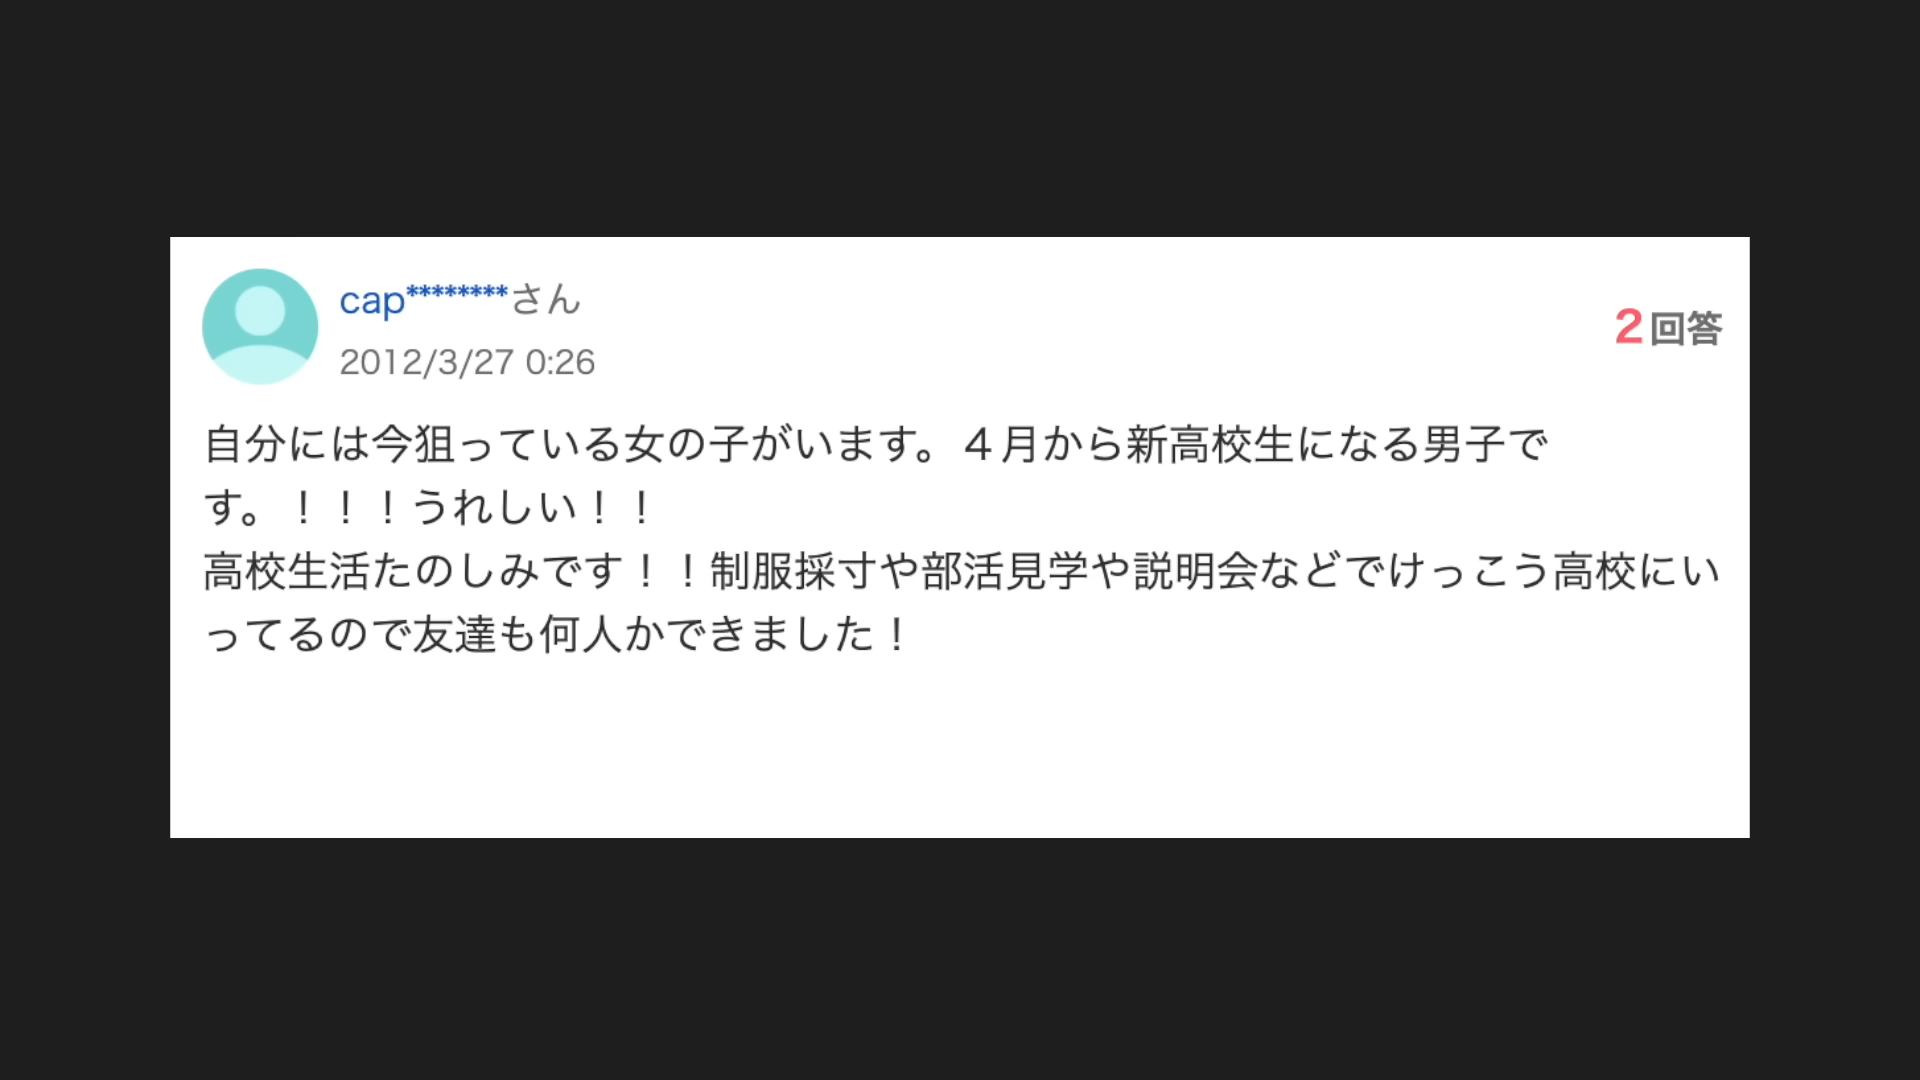 cap********さん
2012/3/27 0:26
2回答
自分には今狙っている女の子がいます。４月から新高校生になる男子で
す。！！！うれしい！！
高校生活たのしみです！！制服採寸や部活見学や説明会などでけっこう高校にい
ってるので友達も何人かできました！